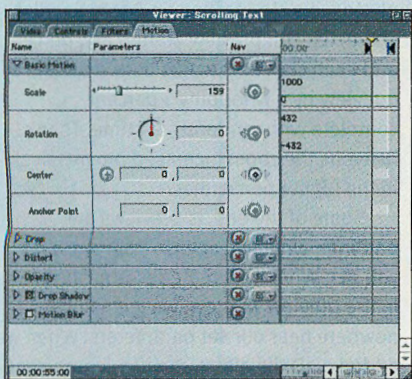 Viewer: Scrolling Text
Video Controls Filters Motion
Name Parameters Nav 00:00
Basic Motion
Scale 159 1000
0
Rotation 0 432
-432
Center 0 , 0
Anchor Point 0 , 0
Crop
Distort
Opacity
Drop Shadow
Motion Blur
00:00:55:00